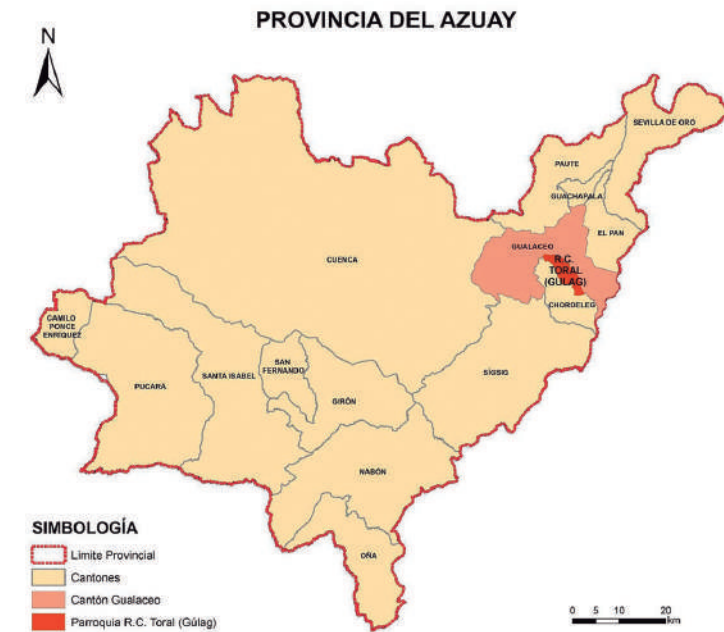 PROVINCIA DEL AZUAY
N
SEVILLA DE ORO
PAUTE
GUACHAPALA
EL PAN
GUALACEO
R.C.
TORAL
(GÚLAG)
CUENCA
CHORDELEG
CAMILO
PONCE
ENRIQUEZ
SAN
FERNANDO
SÍGSIG
SANTA ISABEL
PUCARÁ
GIRÓN
NABÓN
OÑA
SIMBOLOGÍA
Limite Provincial
Cantones
Cantón Gualaceo
Parroquia R.C. Toral (Gúlag)
0 5 10 20
km